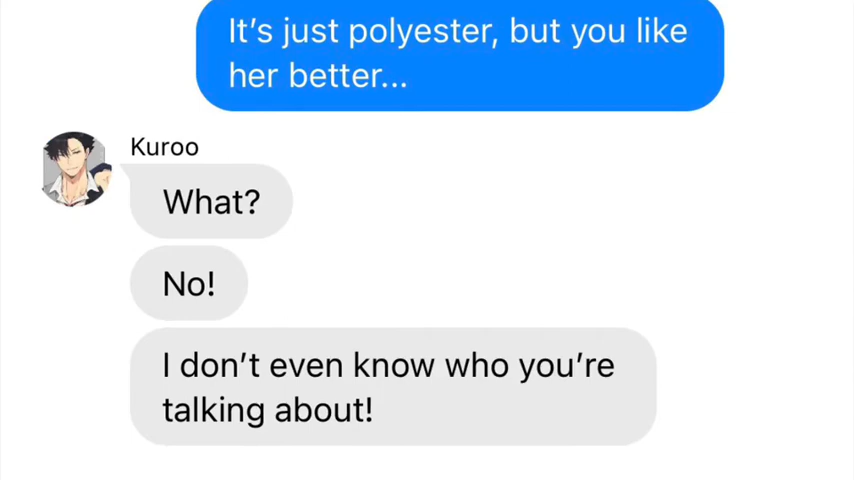 It’s just polyester, but you like
her better...
Kuroo
What?
No!
I don’t even know who you’re
talking about!